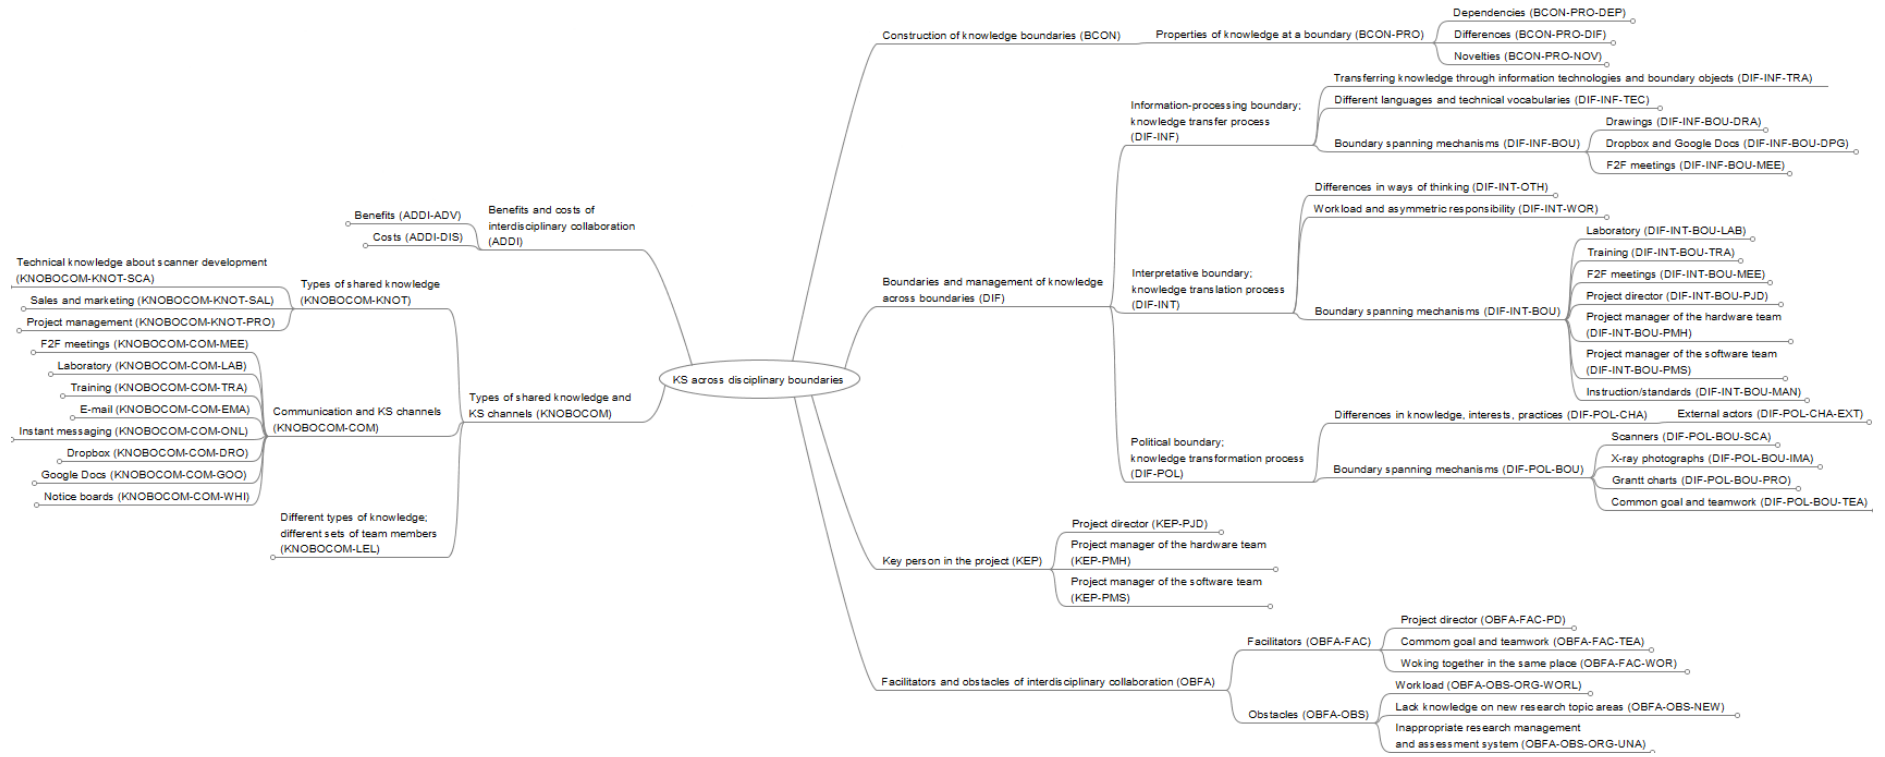 KS across disciplinary boundaries
Construction of knowledge boundaries (BCON)
Properties of knowledge at a boundary (BCON-PRO)
Dependencies (BCON-PRO-DEP)
Differences (BCON-PRO-DIF)
Novelties (BCON-PRO-NOV)
Boundaries and management of knowledge
across boundaries (DIF)
Information-processing boundary;
knowledge transfer process
(DIF-INF)
Transferring knowledge through information technologies and boundary objects (DIF-INF-TRA)
Different languages and technical vocabularies (DIF-INF-TEC)
Boundary spanning mechanisms (DIF-INF-BOU)
Drawings (DIF-INF-BOU-DRA)
Dropbox and Google Docs (DIF-INF-BOU-DPG)
F2F meetings (DIF-INF-BOU-MEE)
Interpretative boundary;
knowledge translation process
(DIF-INT)
Differences in ways of thinking (DIF-INT-OTH)
Workload and asymmetric responsibility (DIF-INT-WOR)
Boundary spanning mechanisms (DIF-INT-BOU)
Laboratory (DIF-INT-BOU-LAB)
Training (DIF-INT-BOU-TRA)
F2F meetings (DIF-INT-BOU-MEE)
Project director (DIF-INT-BOU-PJD)
Project manager of the hardware team
(DIF-INT-BOU-PMH)
Project manager of the software team
(DIF-INT-BOU-PMS)
Instruction/standards (DIF-INT-BOU-MAN)
Political boundary;
knowledge transformation process
(DIF-POL)
Differences in knowledge, interests, practices (DIF-POL-CHA)
External actors (DIF-POL-CHA-EXT)
Boundary spanning mechanisms (DIF-POL-BOU)
Scanners (DIF-POL-BOU-SCA)
X-ray photographs (DIF-POL-BOU-IMA)
Grantt charts (DIF-POL-BOU-PRO)
Common goal and teamwork (DIF-POL-BOU-TEA)
Key person in the project (KEP)
Project director (KEP-PJD)
Project manager of the hardware team
(KEP-PMH)
Project manager of the software team
(KEP-PMS)
Facilitators and obstacles of interdisciplinary collaboration (OBFA)
Facilitators (OBFA-FAC)
Project director (OBFA-FAC-PD)
Commom goal and teamwork (OBFA-FAC-TEA)
Woking together in the same place (OBFA-FAC-WOR)
Obstacles (OBFA-OBS)
Workload (OBFA-OBS-ORG-WORL)
Lack knowledge on new research topic areas (OBFA-OBS-NEW)
Inappropriate research management
and assessment system (OBFA-OBS-ORG-UNA)
Benefits and costs of
interdisciplinary collaboration
(ADDI)
Benefits (ADDI-ADV)
Costs (ADDI-DIS)
Types of shared knowledge and
KS channels (KNOBOCOM)
Types of shared knowledge
(KNOBOCOM-KNOT)
Technical knowledge about scanner development
(KNOBOCOM-KNOT-SCA)
Sales and marketing (KNOBOCOM-KNOT-SAL)
Project management (KNOBOCOM-KNOT-PRO)
Communication and KS channels
(KNOBOCOM-COM)
F2F meetings (KNOBOCOM-COM-MEE)
Laboratory (KNOBOCOM-COM-LAB)
Training (KNOBOCOM-COM-TRA)
E-mail (KNOBOCOM-COM-EMA)
Instant messaging (KNOBOCOM-COM-ONL)
Dropbox (KNOBOCOM-COM-DRO)
Google Docs (KNOBOCOM-COM-GOO)
Notice boards (KNOBOCOM-COM-WHI)
Different types of knowledge;
different sets of team members
(KNOBOCOM-LEL)